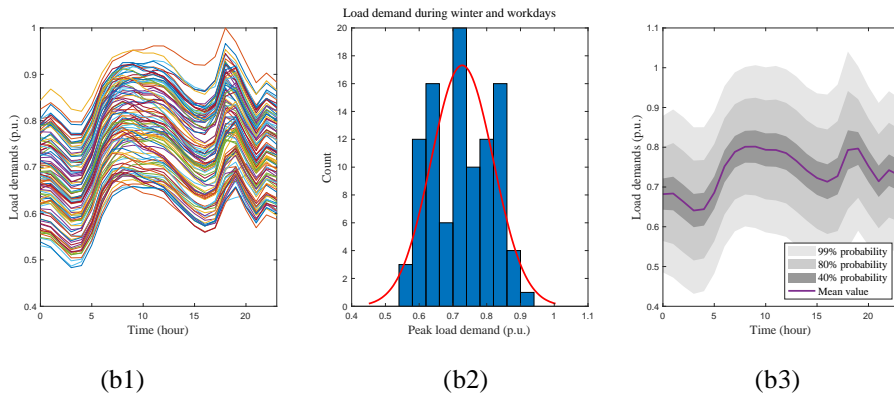 Load demand during winter and workdays
1
0.9
0.8
0.7
0.6
0.5
0.4
0 5 10 15 20
Load demands (p.u.)
Time (hour)
20
18
16
14
12
10
8
6
4
2
0
0.4 0.5 0.6 0.7 0.8 0.9 1 1.1
Count
Peak load demand (p.u.)
1.1
1
0.9
0.8
0.7
0.6
0.5
0.4
0 5 10 15 20
Load demands (p.u.)
Time (hour)
99% probability
80% probability
40% probability
Mean value
(b1) (b2) (b3)